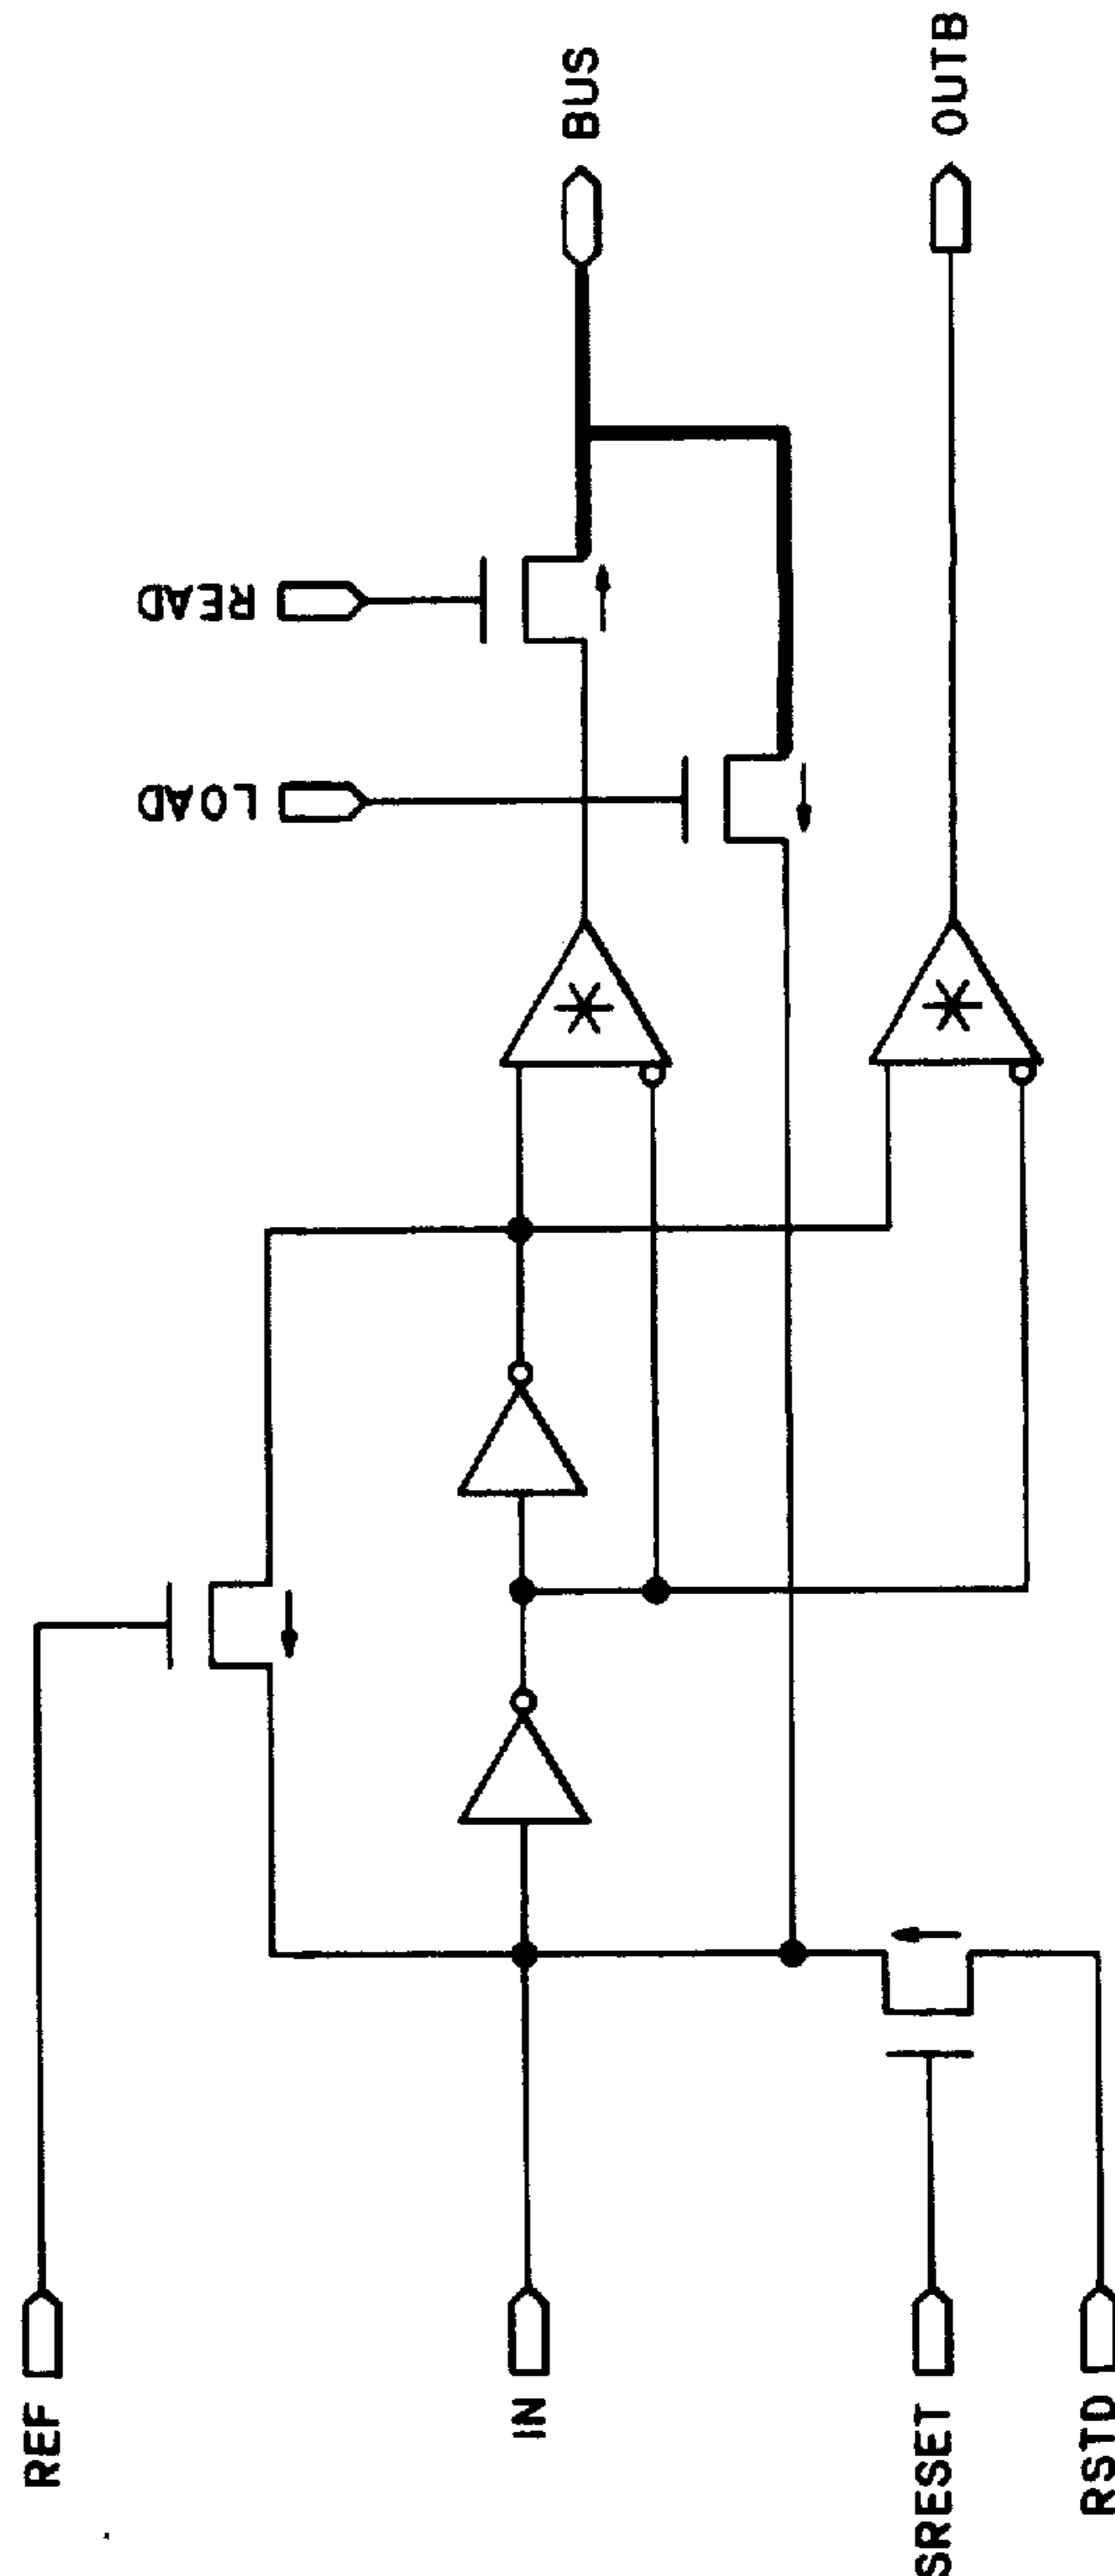 BUS
OUTB
READ
LOAD
REF
IN
SRESET
RSTD